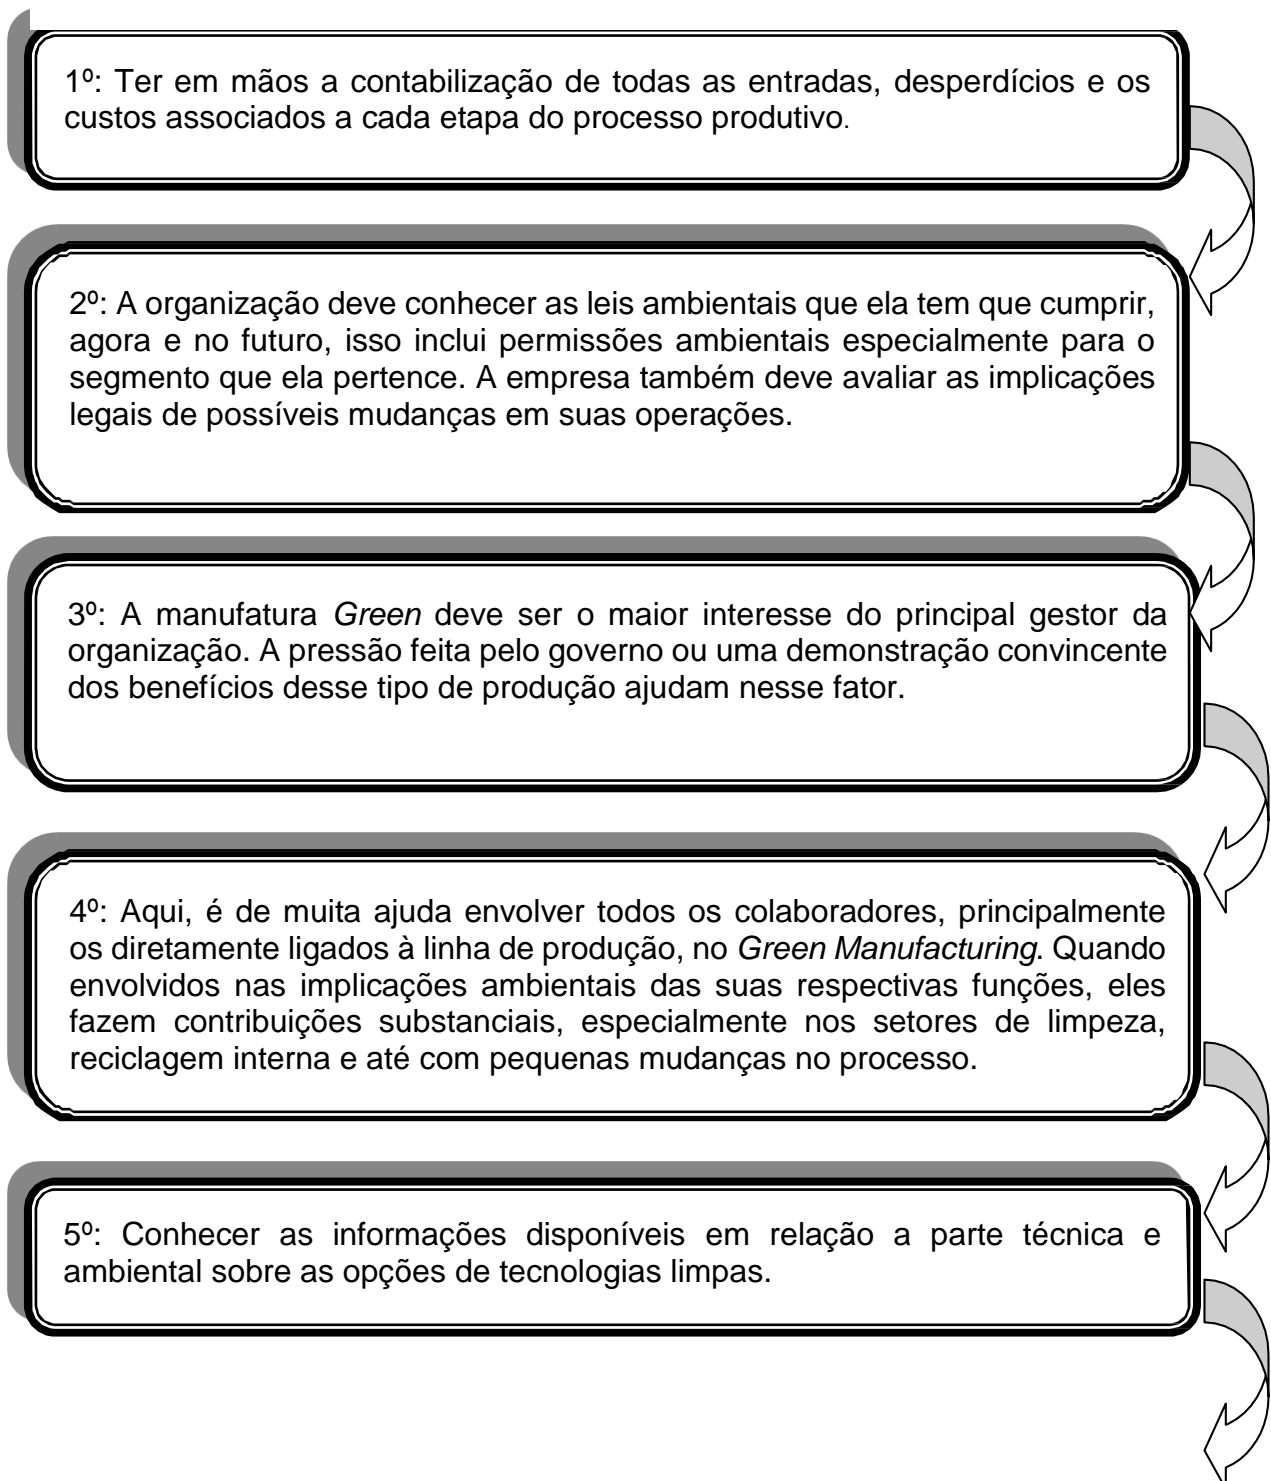 1º: Ter em mãos a contabilização de todas as entradas, desperdícios e os
custos associados a cada etapa do processo produtivo.
2º: A organização deve conhecer as leis ambientais que ela tem que cumprir,
agora e no futuro, isso inclui permissões ambientais especialmente para o
segmento que ela pertence. A empresa também deve avaliar as implicações
legais de possíveis mudanças em suas operações.
3º: A manufatura Green deve ser o maior interesse do principal gestor da
organização. A pressão feita pelo governo ou uma demonstração convincente
dos benefícios desse tipo de produção ajudam nesse fator.
4º: Aqui, é de muita ajuda envolver todos os colaboradores, principalmente
os diretamente ligados à linha de produção, no Green Manufacturing. Quando
envolvidos nas implicações ambientais das suas respectivas funções, eles
fazem contribuições substanciais, especialmente nos setores de limpeza,
reciclagem interna e até com pequenas mudanças no processo.
5º: Conhecer as informações disponíveis em relação a parte técnica e
ambiental sobre as opções de tecnologias limpas.